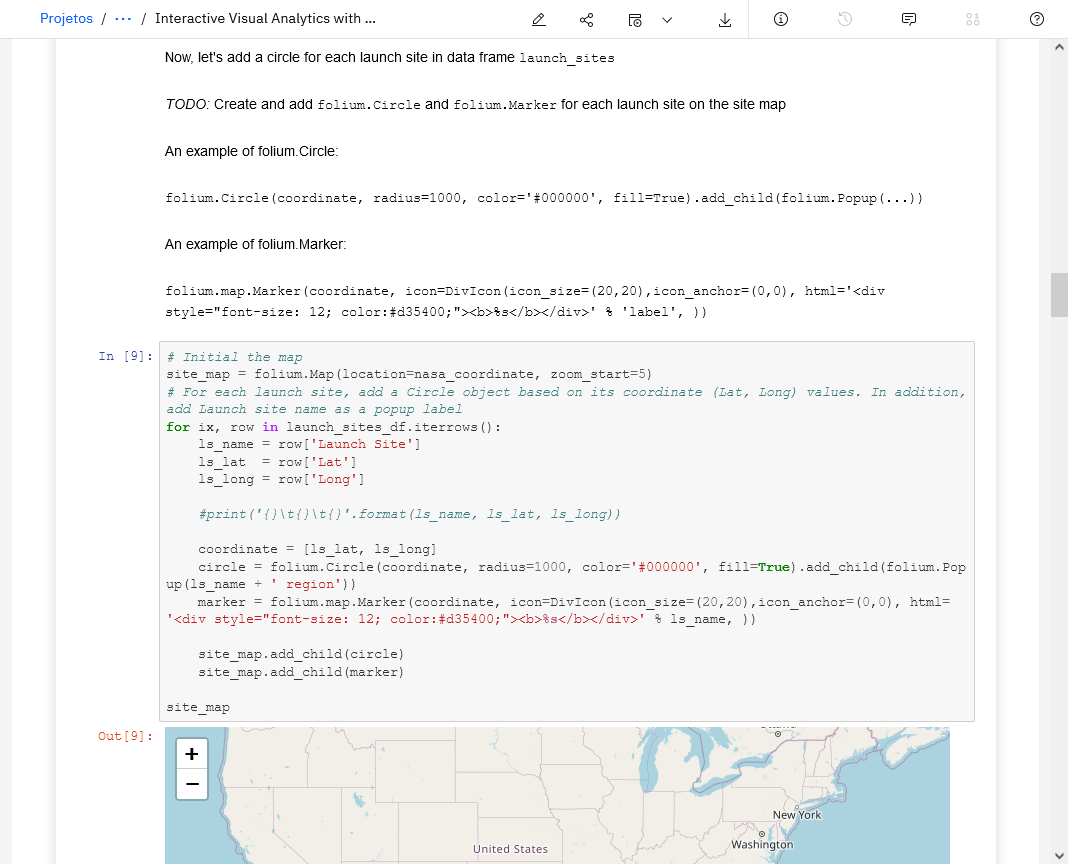 Projetos / ··· / Interactive Visual Analytics with ...
Now, let's add a circle for each launch site in data frame launch_sites
TODO: Create and add folium.Circle and folium.Marker for each launch site on the site map
An example of folium.Circle:
folium.Circle(coordinate, radius=1000, color='#000000', fill=True).add_child(folium.Popup(...))
An example of folium.Marker:
folium.map.Marker(coordinate, icon=DivIcon(icon_size=(20,20),icon_anchor=(0,0), html='<div
style="font-size: 12; color:#d35400;"><b>%s</b></div>' % 'label', ))
In [9]:
# Initial the map
site_map = folium.Map(location=nasa_coordinate, zoom_start=5)
# For each launch site, add a Circle object based on its coordinate (Lat, Long) values. In addition,
add Launch site name as a popup label
for ix, row in launch_sites_df.iterrows():
    ls_name = row['Launch Site']
    ls_lat  = row['Lat']
    ls_long = row['Long']
    #print('{}\t{}\t{}'.format(ls_name, ls_lat, ls_long))
    coordinate = [ls_lat, ls_long]
    circle = folium.Circle(coordinate, radius=1000, color='#000000', fill=True).add_child(folium.Pop
up(ls_name + ' region'))
    marker = folium.map.Marker(coordinate, icon=DivIcon(icon_size=(20,20),icon_anchor=(0,0), html=
'<div style="font-size: 12; color:#d35400;"><b>%s</b></div>' % ls_name, ))
    site_map.add_child(circle)
    site_map.add_child(marker)
site_map
Out[9]:
+
−
New York
Washington
United States